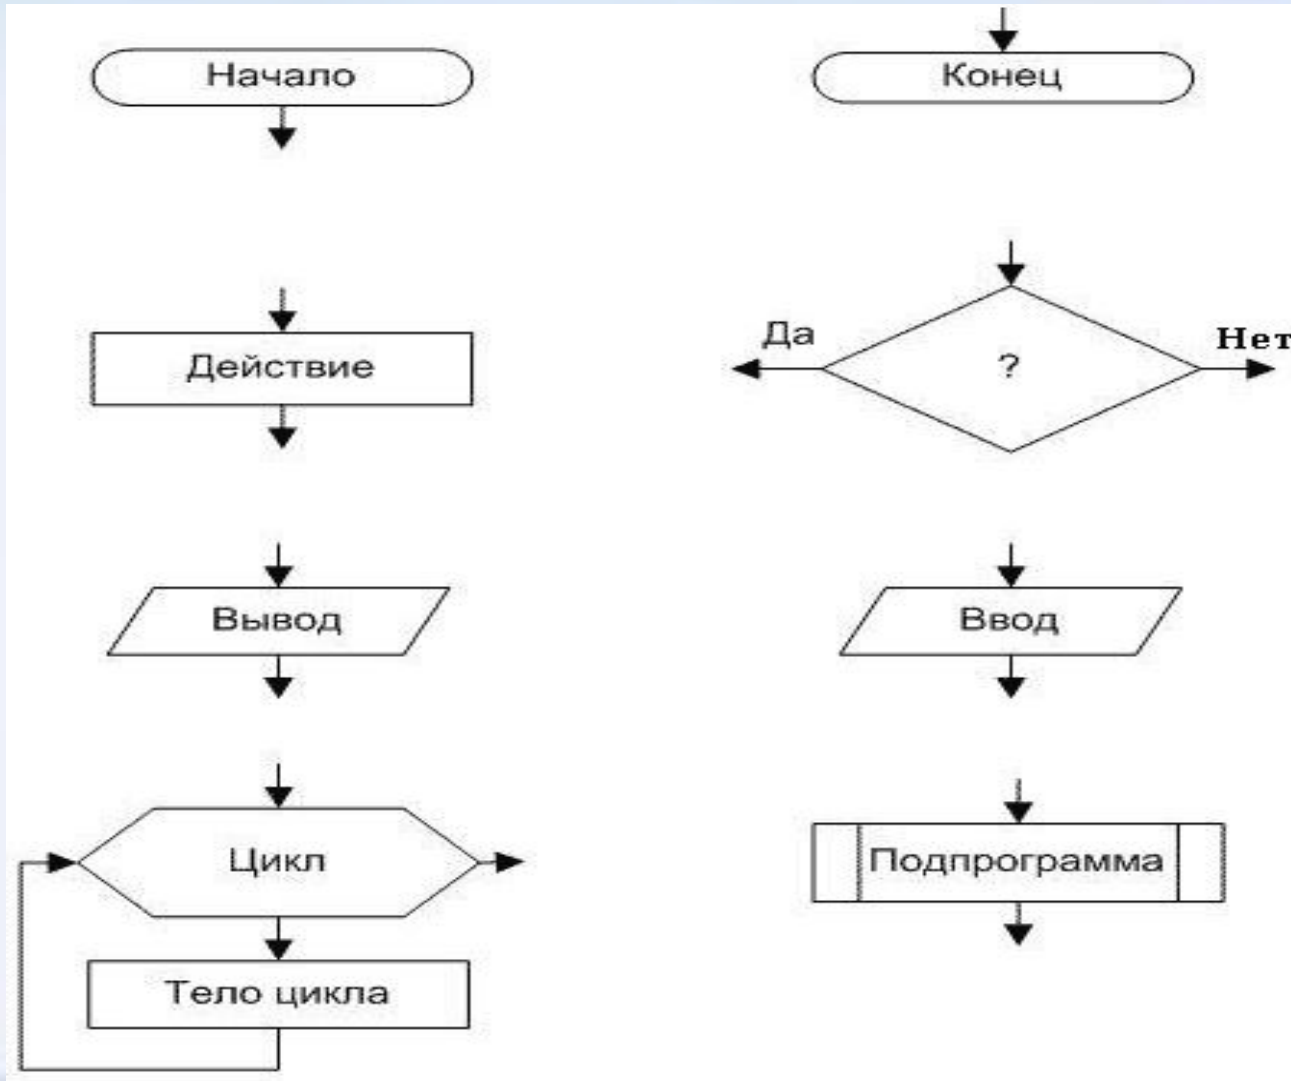 Начало
Конец
Действие
Да
?
Нет
Вывод
Ввод
Цикл
Подпрограмма
Тело цикла